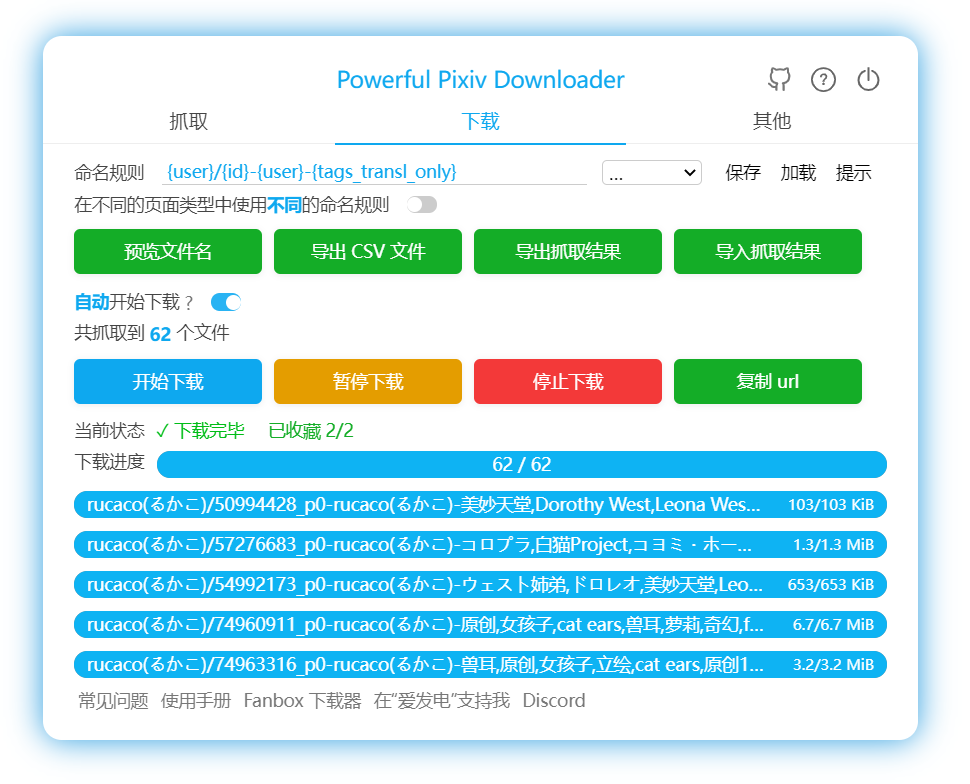 Powerful Pixiv Downloader
抓取 下载 其他
命名规则 {user}/{id}-{user}-{tags_transl_only} ... 保存 加载 提示
在不同的页面类型中使用不同的命名规则
预览文件名 导出 CSV 文件 导出抓取结果 导入抓取结果
自动开始下载 ?
共抓取到 62 个文件
开始下载 暂停下载 停止下载 复制 url
当前状态 ✓ 下载完毕 已收藏 2/2
下载进度 62 / 62
rucaco(るかこ)/50994428_p0-rucaco(るかこ)-美妙天堂,Dorothy West,Leona Wes... 103/103 KiB
rucaco(るかこ)/57276683_p0-rucaco(るかこ)-コロプラ,白猫Project,コヨミ・ホー... 1.3/1.3 MiB
rucaco(るかこ)/54992173_p0-rucaco(るかこ)-ウェスト姉弟,ドロレオ,美妙天堂,Leo... 653/653 KiB
rucaco(るかこ)/74960911_p0-rucaco(るかこ)-原创,女孩子,cat ears,兽耳,萝莉,奇幻,f... 6.7/6.7 MiB
rucaco(るかこ)/74963316_p0-rucaco(るかこ)-兽耳,原创,女孩子,立绘,cat ears,原创1... 3.2/3.2 MiB
常见问题 使用手册 Fanbox 下载器 在“爱发电”支持我 Discord